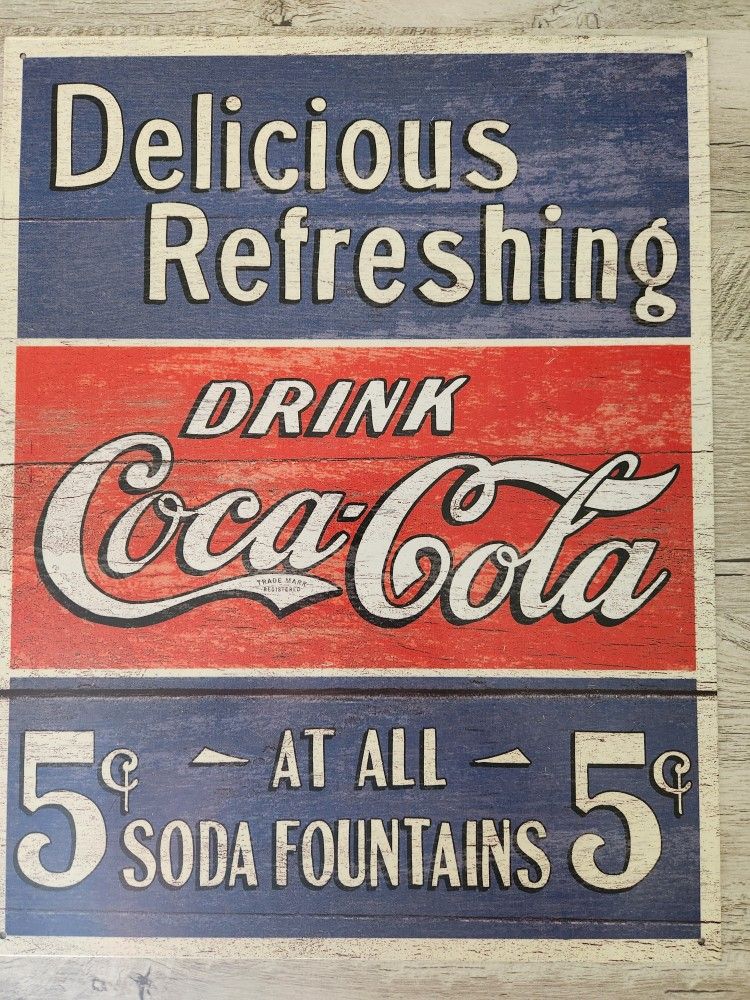 Delicious
Refreshing
DRINK
Coca-Cola
TRADE MARK
REGISTERED
5¢ AT ALL 5¢
SODA FOUNTAINS